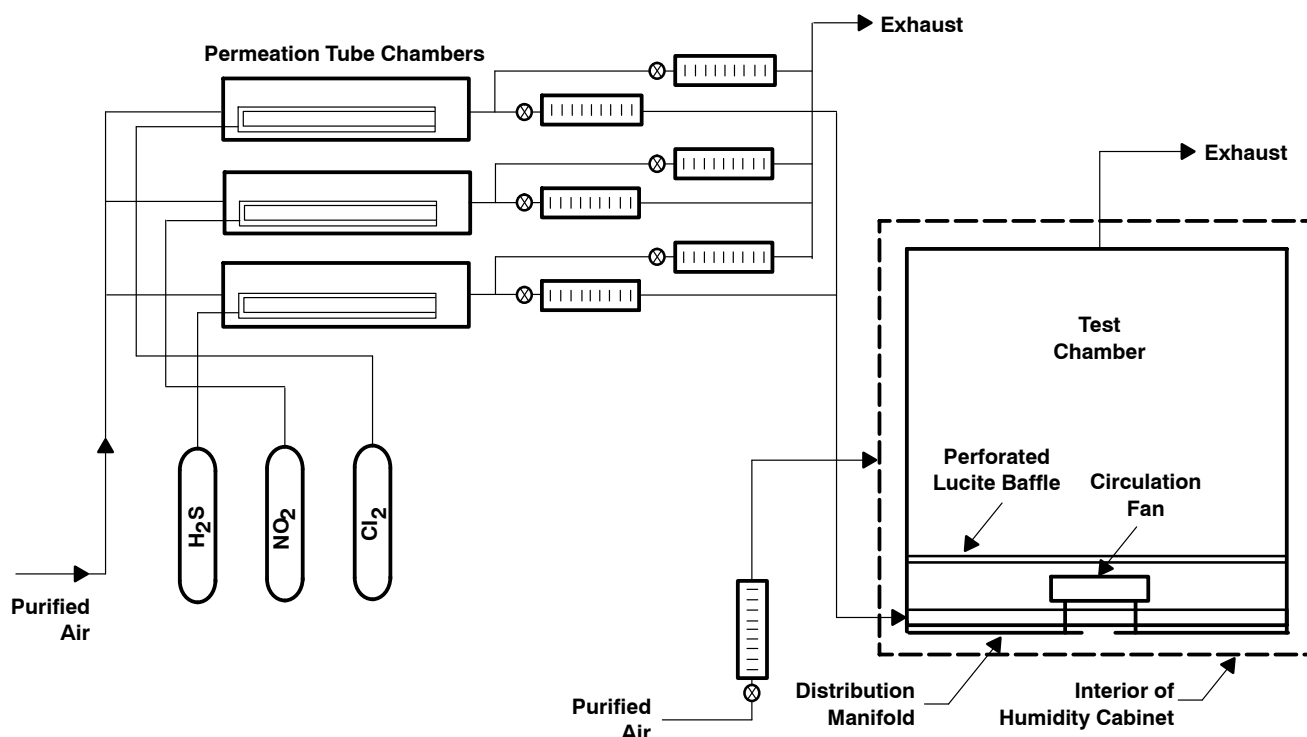 Exhaust
Permeation Tube Chambers
Exhaust
Test
Chamber
Perforated
Lucite Baffle
Circulation
Fan
H2S
NO2
Cl2
Purified
Air
Distribution
Manifold
Interior of
Humidity Cabinet
Purified
Air